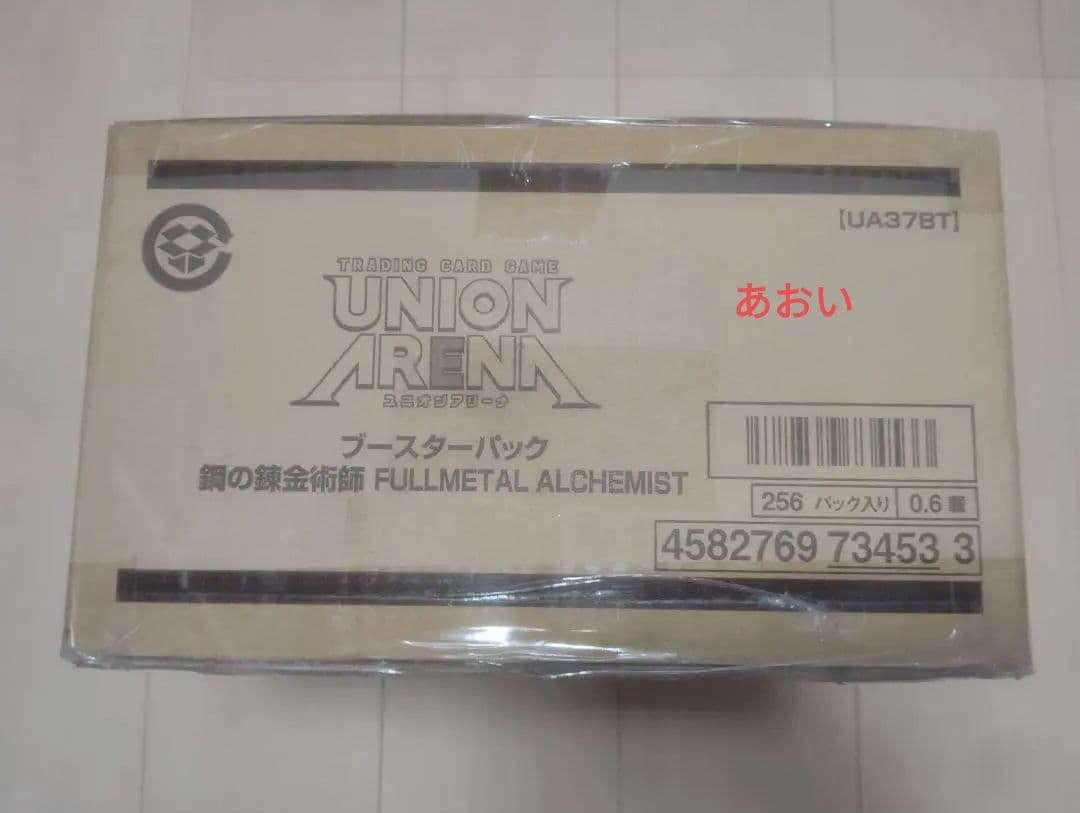 【UA37BT】
TRADING CARD GAME
UNION
ARENA
ユニオンアリーナ
あおい
ブースターパック
鋼の錬金術師 FULLMETAL ALCHEMIST
256 パック入り 0.6 載
4582769 73453 3